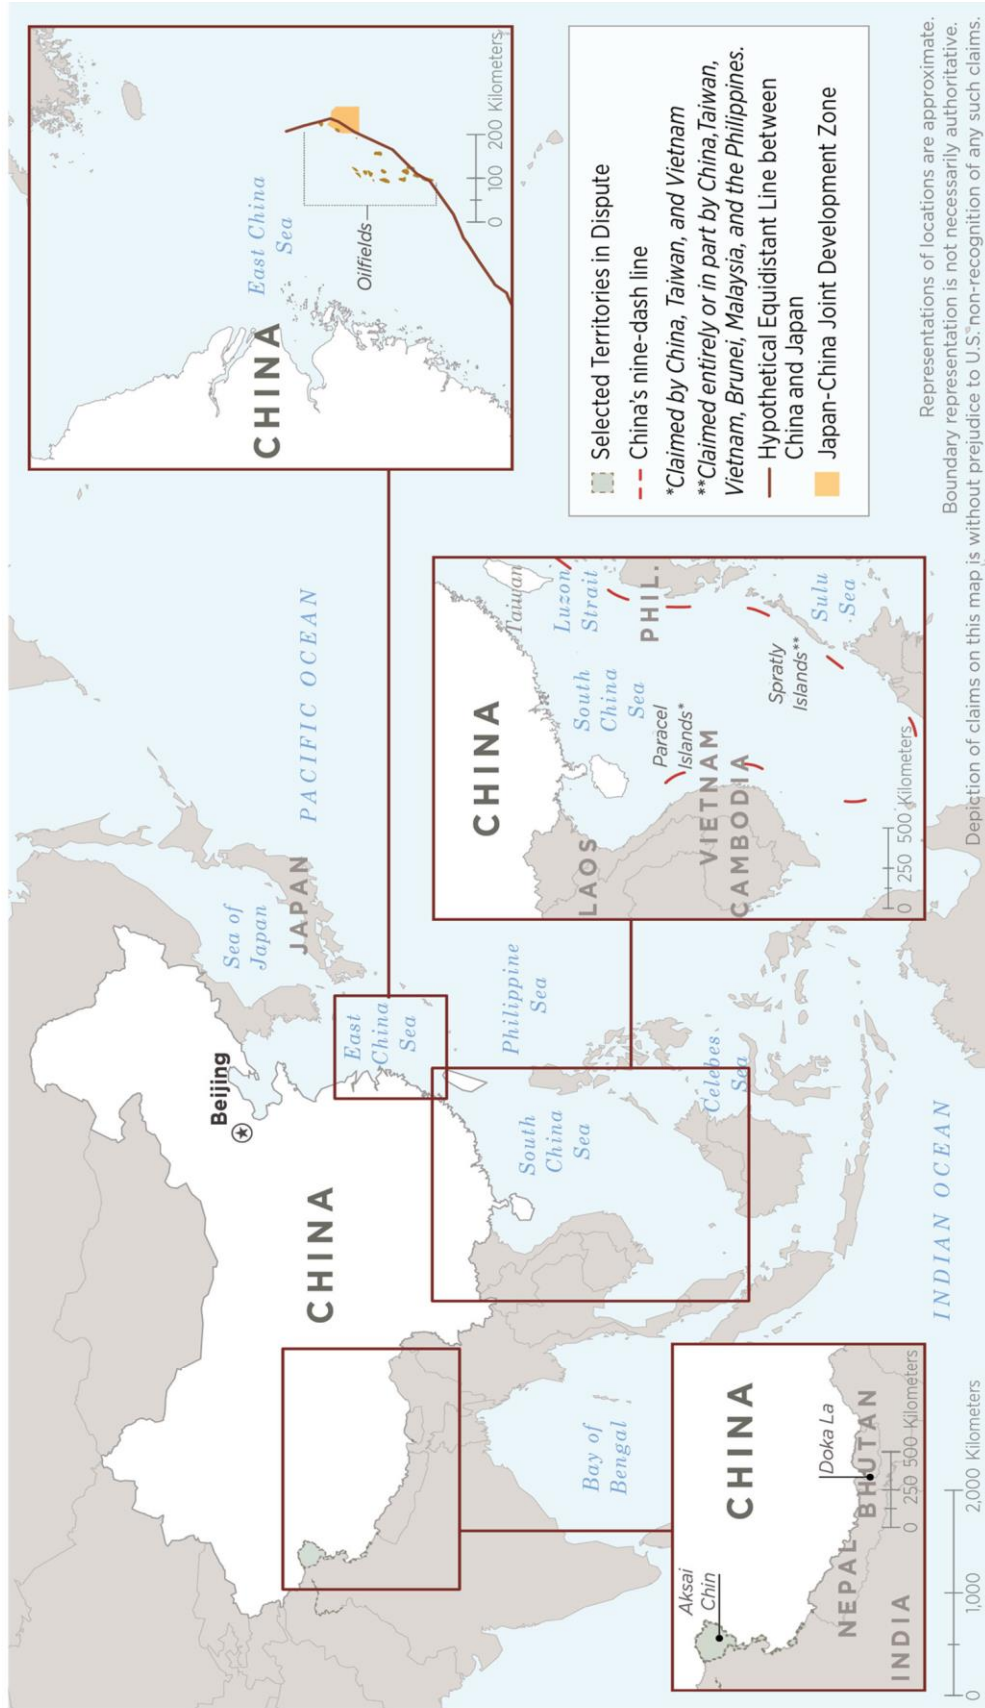 PACIFIC OCEAN
Sea of
Japan
JAPAN
Beijing
CHINA
East
China
Sea
Philippine
Sea
South
China
Sea
Celebes
Sea
Bay of
Bengal
INDIAN OCEAN
0
1,000
2,000 Kilometers
East China
Sea
CHINA
Oilfields
0
100
200 Kilometers
CHINA
Taiwan
Luzon
Strait
South
China
Sea
PHIL.
LAOS
Paracel
Islands*
VIETNAM
CAMBODIA
Spratly
Islands**
Sulu
Sea
0
250
500 Kilometers
Aksai
Chin
CHINA
Doka La
NEPAL
BHUTAN
INDIA
0
250
500 Kilometers
Selected Territories in Dispute
China's nine-dash line
*Claimed by China, Taiwan, and Vietnam
**Claimed entirely or in part by China,Taiwan,
Vietnam, Brunei, Malaysia, and the Philippines.
Hypothetical Equidistant Line between
China and Japan
Japan-China Joint Development Zone
Representations of locations are approximate.
Boundary representation is not necessarily authoritative.
Depiction of claims on this map is without prejudice to U.S. non-recognition of any such claims.